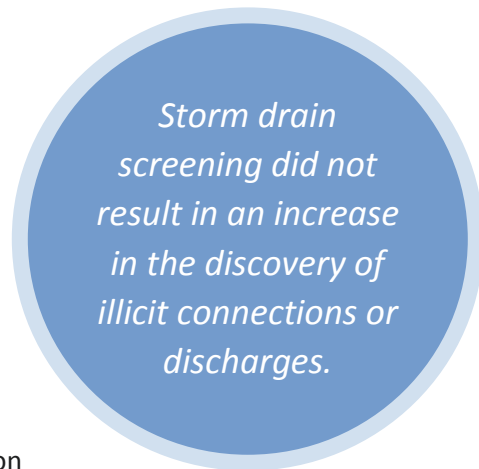 Storm drain
screening did not
result in an increase
in the discovery of
illicit connections or
discharges.
on